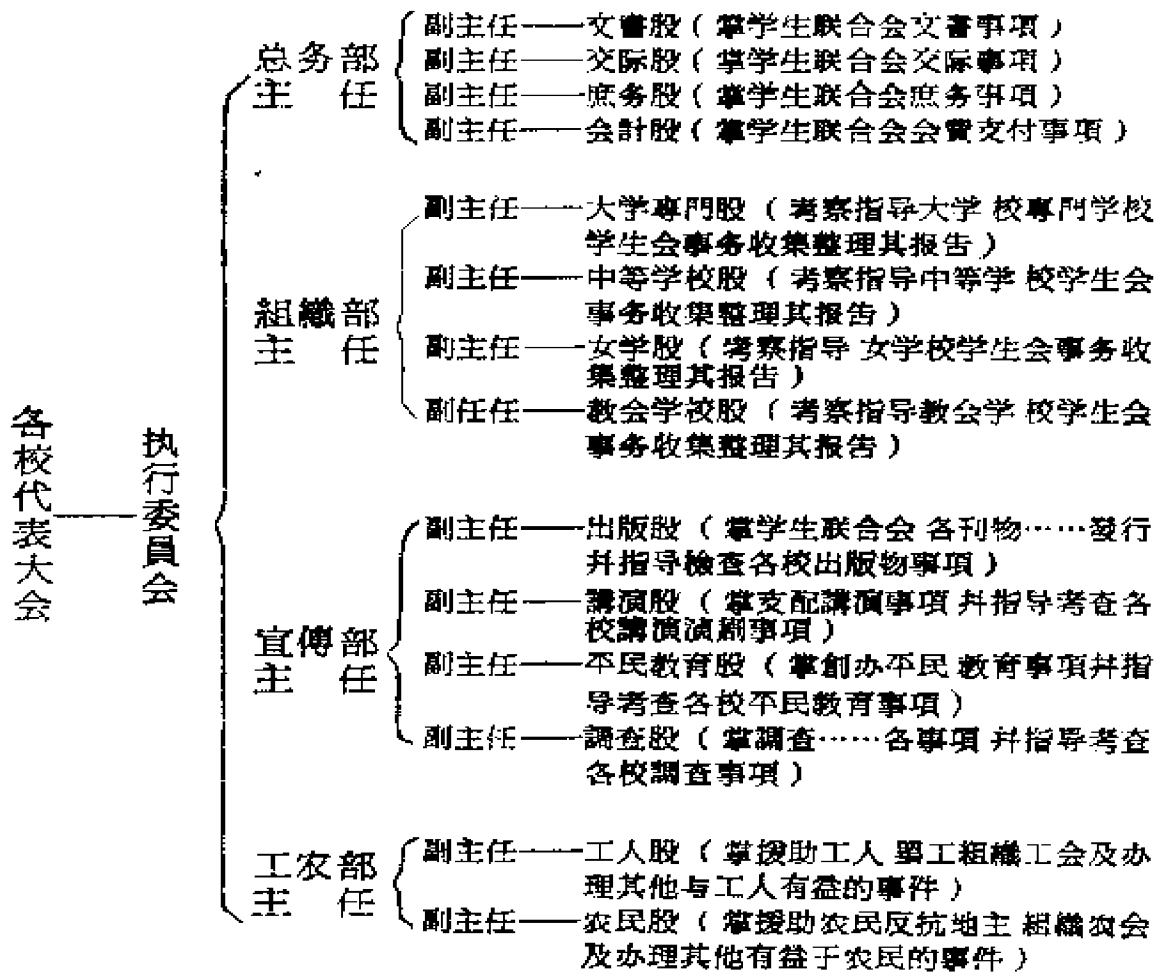 各校代表大会
执行委員会
总务部
主任
副主任——文書股(掌学生联合会文書事項)
副主任——交际股(掌学生联合会交际事項)
副主任——庶务股(掌学生联合会庶务事項)
副主任——会計股(掌学生联合会会費支付事項)
組織部
主任
副主任——大学專門股(考察指导大学校專門学校
学生会事务收集整理其报告)
副主任——中等学校股(考察指导中等学校学生会
事务收集整理其报告)
副主任——女学股(考察指导女学校学生会事务收
集整理其报告)
副任任——教会学校股(考察指导教会学校学生会
事务收集整理其报告)
宣傳部
主任
副主任——出版股(掌学生联合会各刊物……發行
幷指导檢查各校出版物事項)
副主任——講演股(掌支配講演事項幷指导考查各
校講演演剧事項)
副主任——平民教育股(掌創办平民教育事項幷指
导考查各校平民教育事項)
副主任——調查股(掌調查……各事項幷指导考查
各校調查事項)
工农部
主任
副主任——工人股(掌援助工人罢工組織工会及办
理其他与工人有益的事件)
副主任——农民股(掌援助农民反抗地主組織农会
及办理其他有益于农民的事件)